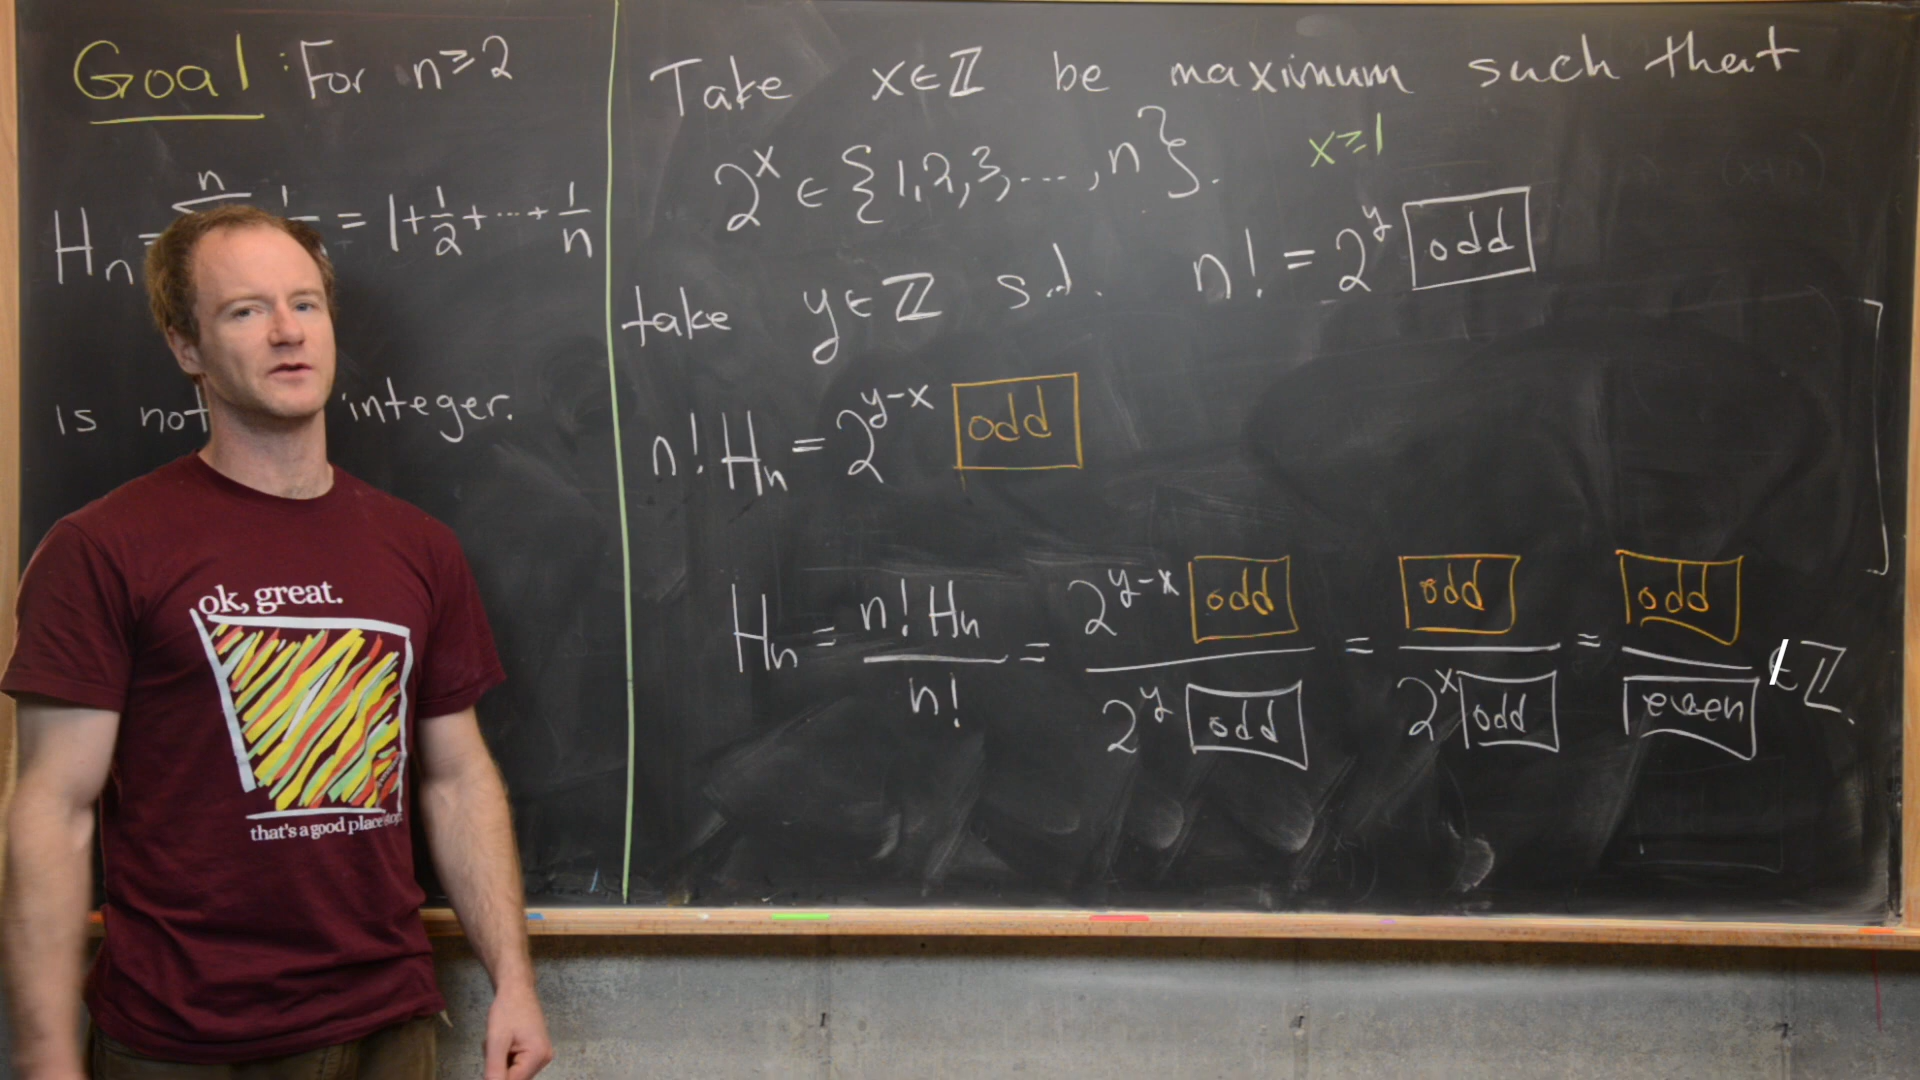 Goal: For n≥2
Hn = = 1+1/2+⋯+1/n
is not integer.
Take x∈ℤ be maximum such that
2^x ∈ {1,2,3,...,n}. x≥1
take y∈ℤ s.t. n! = 2^y odd
n! Hn = 2^(y-x) odd
Hn = n! Hn / n! = 2^(y-x) odd / 2^y odd = odd / 2^x odd = odd / even ∉ ℤ.
ok, great.
that's a good place